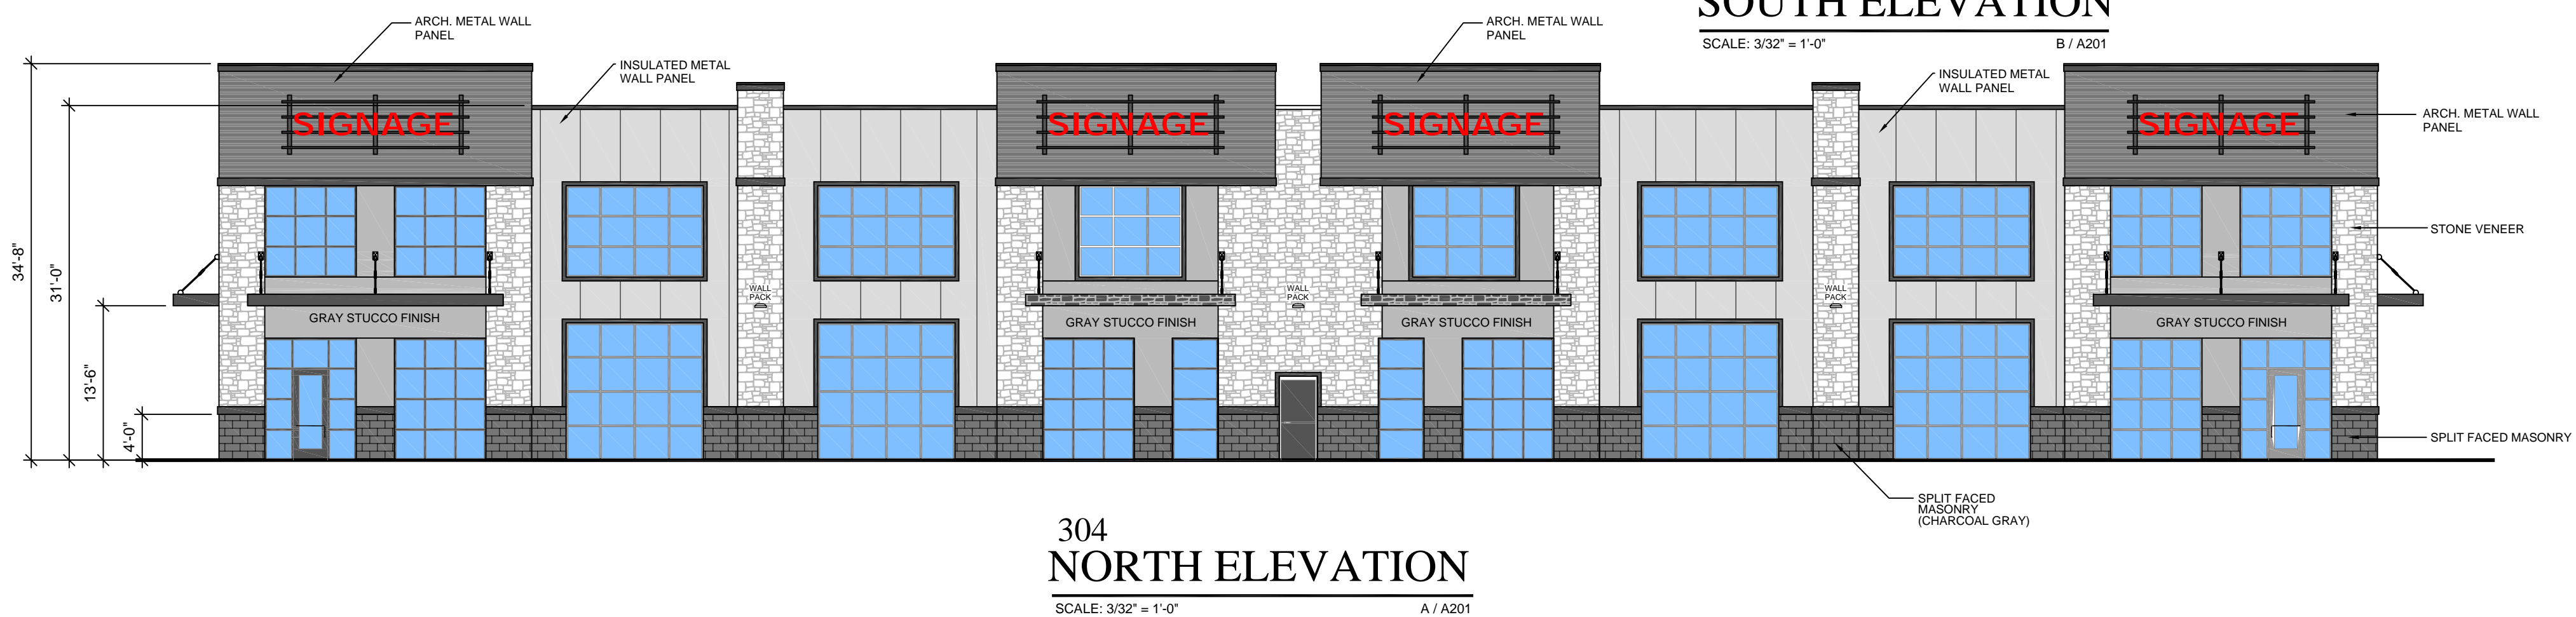 SOUTH ELEVATION
SCALE: 3/32" = 1'-0" B / A201
ARCH. METAL WALL
PANEL
ARCH. METAL WALL
PANEL
INSULATED METAL
WALL PANEL
INSULATED METAL
WALL PANEL
ARCH. METAL WALL
PANEL
SIGNAGE
SIGNAGE
SIGNAGE
SIGNAGE
STONE VENEER
34'-8"
31'-0"
13'-6"
4'-0"
WALL
PACK
WALL
PACK
WALL
PACK
GRAY STUCCO FINISH
GRAY STUCCO FINISH
GRAY STUCCO FINISH
GRAY STUCCO FINISH
SPLIT FACED MASONRY
SPLIT FACED
MASONRY
(CHARCOAL GRAY)
304
NORTH ELEVATION
SCALE: 3/32" = 1'-0" A / A201